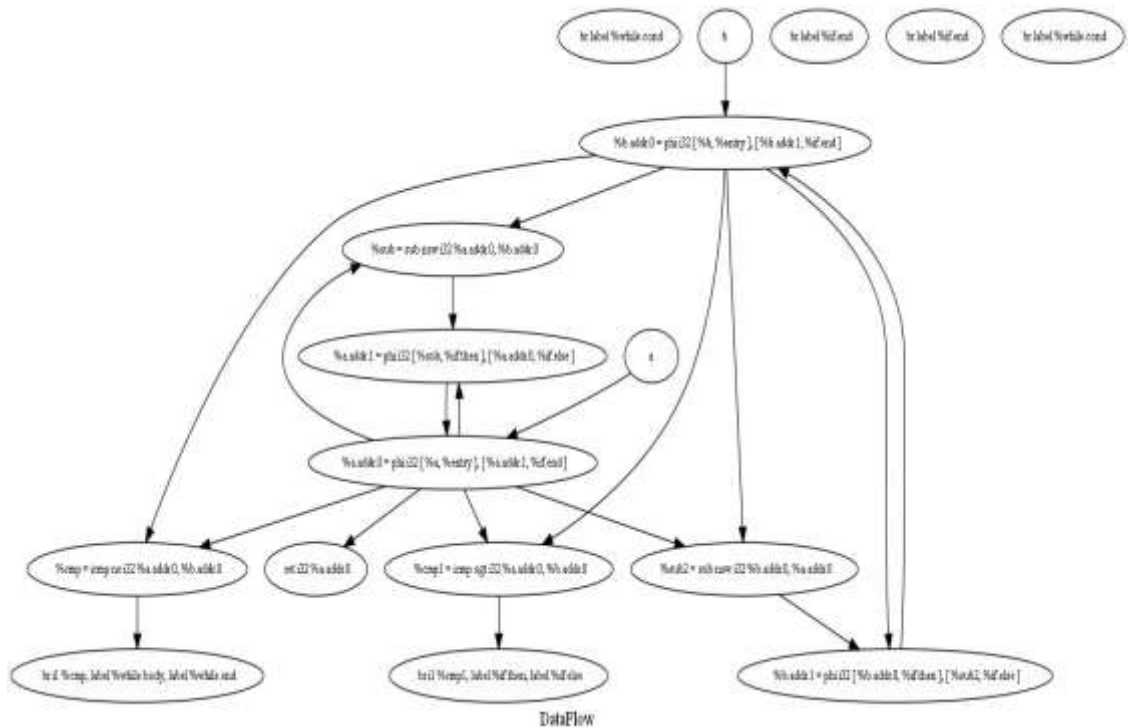 br label %while.cond
b
br label %if.end
br label %if.end
br label %while.cond
%b.addr.0 = phi i32 [ %b, %entry ], [ %b.addr.1, %if.end ]
%sub = sub nsw i32 %a.addr.0, %b.addr.0
%a.addr.1 = phi i32 [ %sub, %if.then ], [ %a.addr.0, %if.else ]
a
%a.addr.0 = phi i32 [ %a, %entry ], [ %a.addr.1, %if.end ]
%cmp = icmp ne i32 %a.addr.0, %b.addr.0
ret i32 %a.addr.0
%cmp1 = icmp sgt i32 %a.addr.0, %b.addr.0
%sub2 = sub nsw i32 %b.addr.0, %a.addr.0
br i1 %cmp, label %while.body, label %while.end
br i1 %cmp1, label %if.then, label %if.else
%b.addr.1 = phi i32 [ %b.addr.0, %if.then ], [ %sub2, %if.else ]
DataFlow